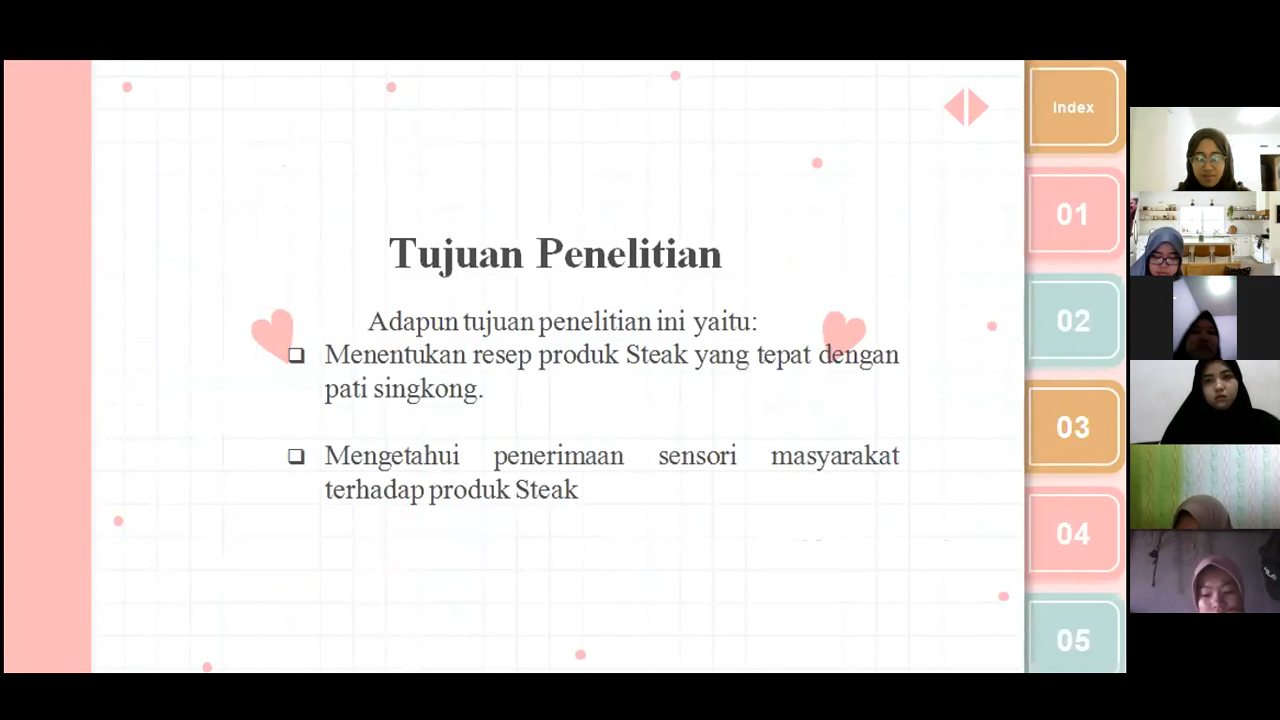 Tujuan Penelitian
Adapun tujuan penelitian ini yaitu:
❑ Menentukan resep produk Steak yang tepat dengan
pati singkong.
❑ Mengetahui penerimaan sensori masyarakat
terhadap produk Steak
Index
01
02
03
04
05